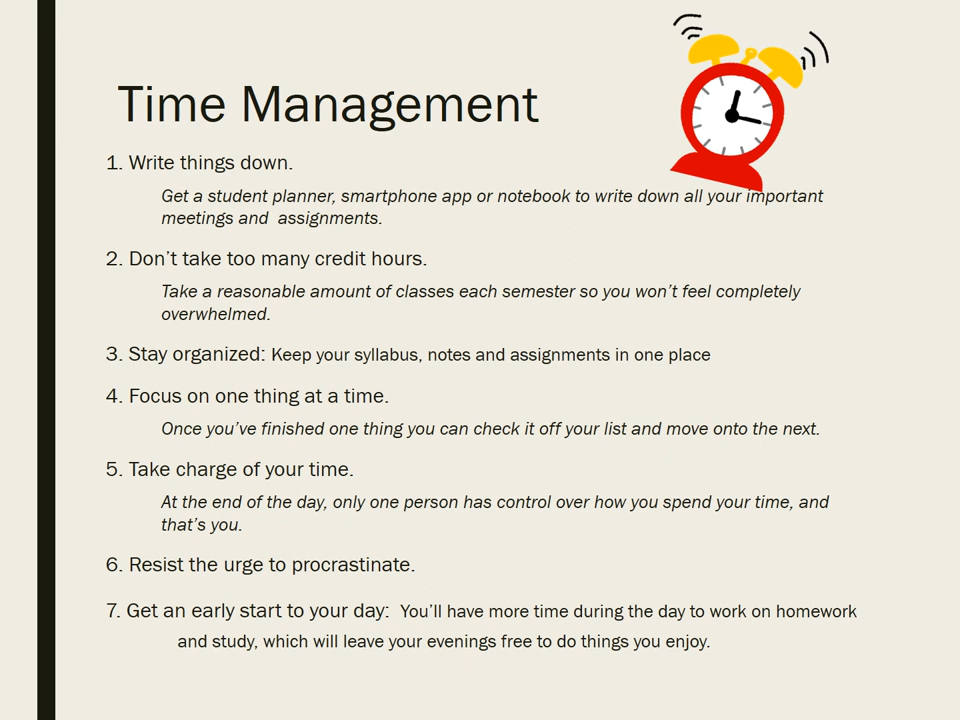 Time Management
1. Write things down.
Get a student planner, smartphone app or notebook to write down all your important
meetings and  assignments.
2. Don’t take too many credit hours.
Take a reasonable amount of classes each semester so you won’t feel completely
overwhelmed.
3. Stay organized: Keep your syllabus, notes and assignments in one place
4. Focus on one thing at a time.
Once you’ve finished one thing you can check it off your list and move onto the next.
5. Take charge of your time.
At the end of the day, only one person has control over how you spend your time, and
that’s you.
6. Resist the urge to procrastinate.
7. Get an early start to your day:  You’ll have more time during the day to work on homework
and study, which will leave your evenings free to do things you enjoy.